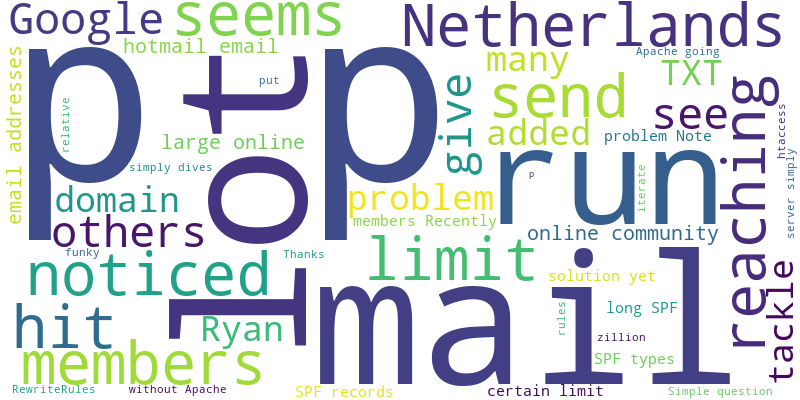 Google
seems
Netherlands
hotmail email
many
Apache going
TXT
email addresses
p
lot
p
put
send
give
see
reaching
htaccess
relative
large online
added
problem Note
run
simply dives
domain
problem
p
iterate
server simply
others
members Recently
online community
funky
Thanks
noticed
limit
solution yet
tackle
hit
Ryan
mail
rules
long SPF
zillion
members
SPF types
RewriteRules
without Apache
SPF records
certain limit
Simple question